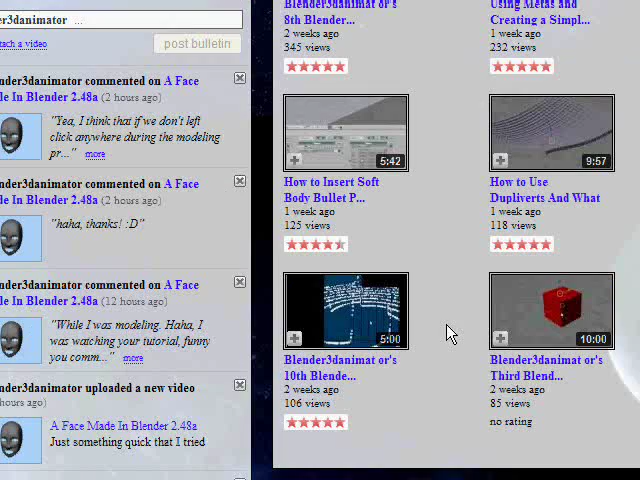 er3danimator ...
tach a video
post bulletin
nder3danimator commented on A Face
de In Blender 2.48a (2 hours ago)
"Yea, I think that if we don't left
click anywhere during the modeling
pr..." more
nder3danimator commented on A Face
de In Blender 2.48a (2 hours ago)
"haha, thanks! :D"
nder3danimator commented on A Face
de In Blender 2.48a (12 hours ago)
"While I was modeling. Haha, I
was watching your tutorial, funny
you comm..." more
nder3danimator uploaded a new video
hours ago)
A Face Made In Blender 2.48a
Just something quick that I tried
Blender3danimat or's
8th Blender...
2 weeks ago
345 views
Using Metas and
Creating a Simpl...
1 week ago
232 views
5:42
How to Insert Soft
Body Bullet P...
1 week ago
125 views
9:57
How to Use
Dupliverts And What
1 week ago
118 views
5:00
Blender3danimat or's
10th Blende...
2 weeks ago
106 views
10:00
Blender3danimat or's
Third Blend...
2 weeks ago
85 views
no rating